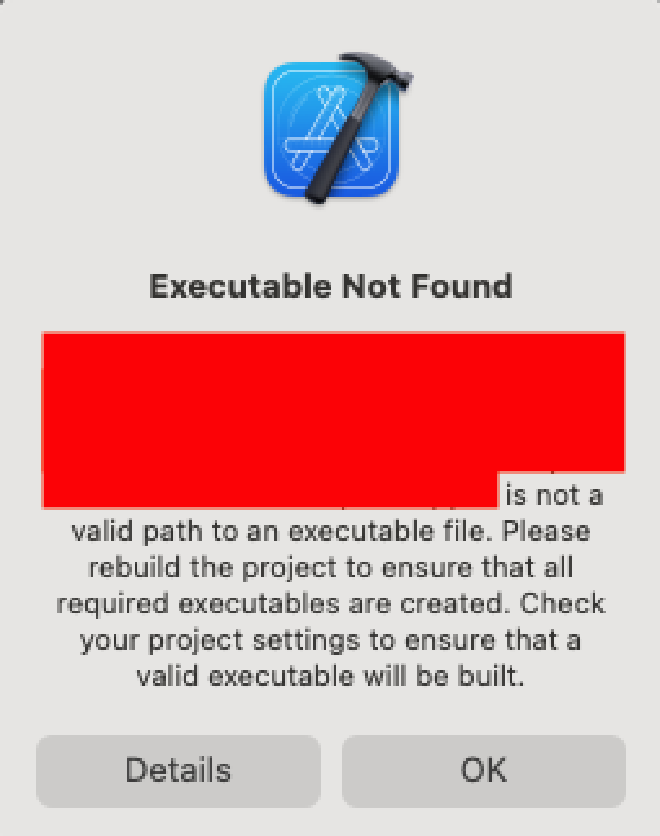 Executable Not Found
is not a
valid path to an executable file. Please
rebuild the project to ensure that all
required executables are created. Check
your project settings to ensure that a
valid executable will be built.
Details
OK